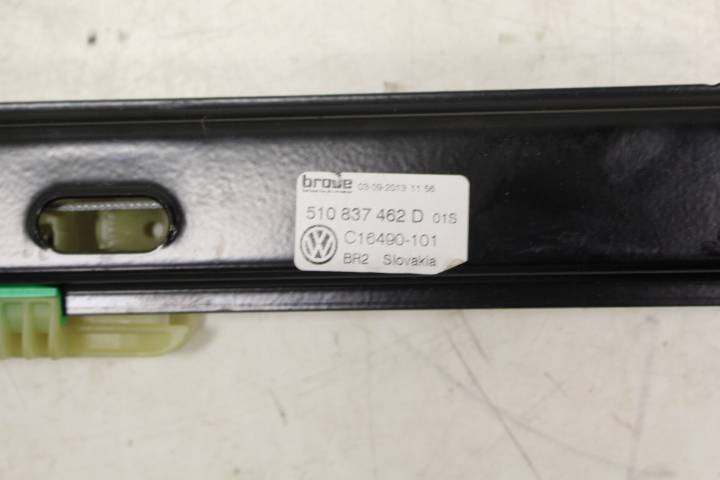 brose 03-09-2013 11:56
510 837 462 D 01S
C16490-101
BR2 Slovakia